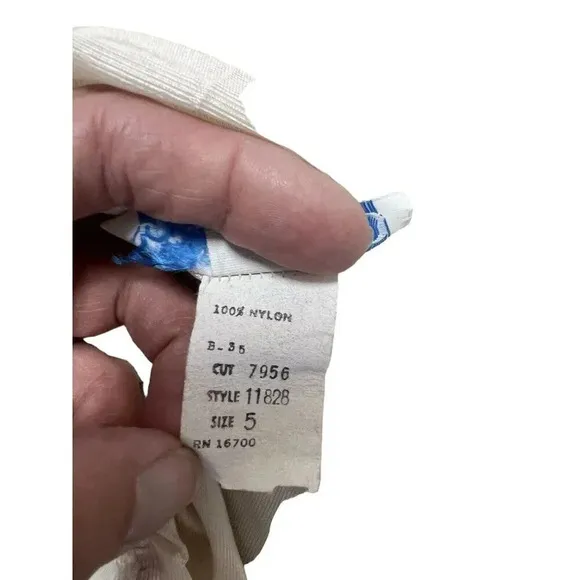 100% NYLON
B-35
CUT 7956
STYLE 11828
SIZE 5
RN 16700